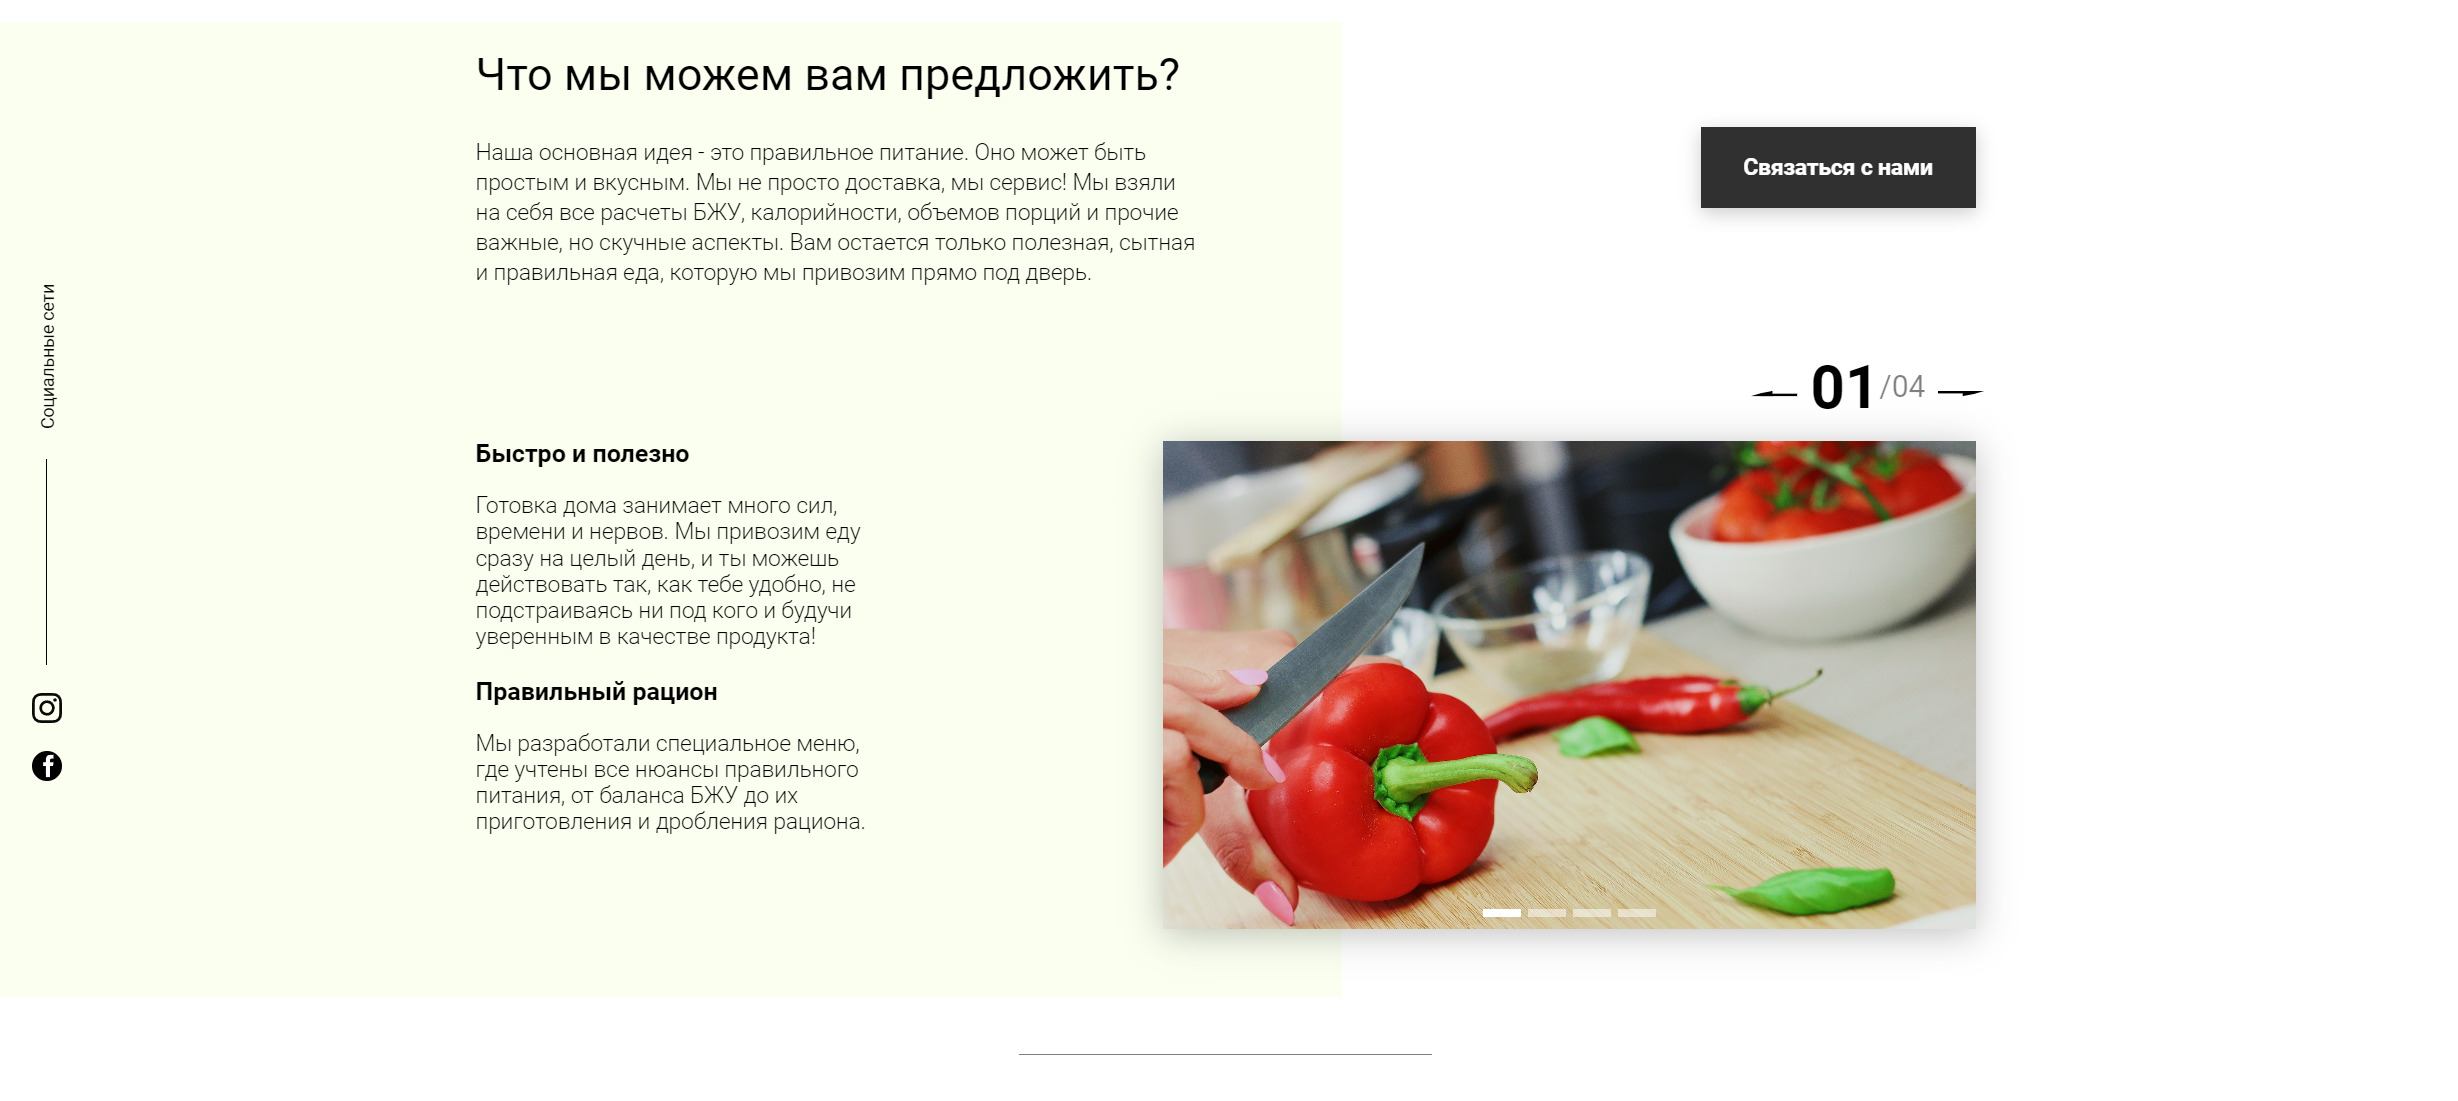 Что мы можем вам предложить?
Наша основная идея - это правильное питание. Оно может быть
простым и вкусным. Мы не просто доставка, мы сервис! Мы взяли
на себя все расчеты БЖУ, калорийности, объемов порций и прочие
важные, но скучные аспекты. Вам остается только полезная, сытная
и правильная еда, которую мы привозим прямо под дверь.
Связаться с нами
Социальные сети
01/04
Быстро и полезно
Готовка дома занимает много сил,
времени и нервов. Мы привозим еду
сразу на целый день, и ты можешь
действовать так, как тебе удобно, не
подстраиваясь ни под кого и будучи
уверенным в качестве продукта!
Правильный рацион
Мы разработали специальное меню,
где учтены все нюансы правильного
питания, от баланса БЖУ до их
приготовления и дробления рациона.